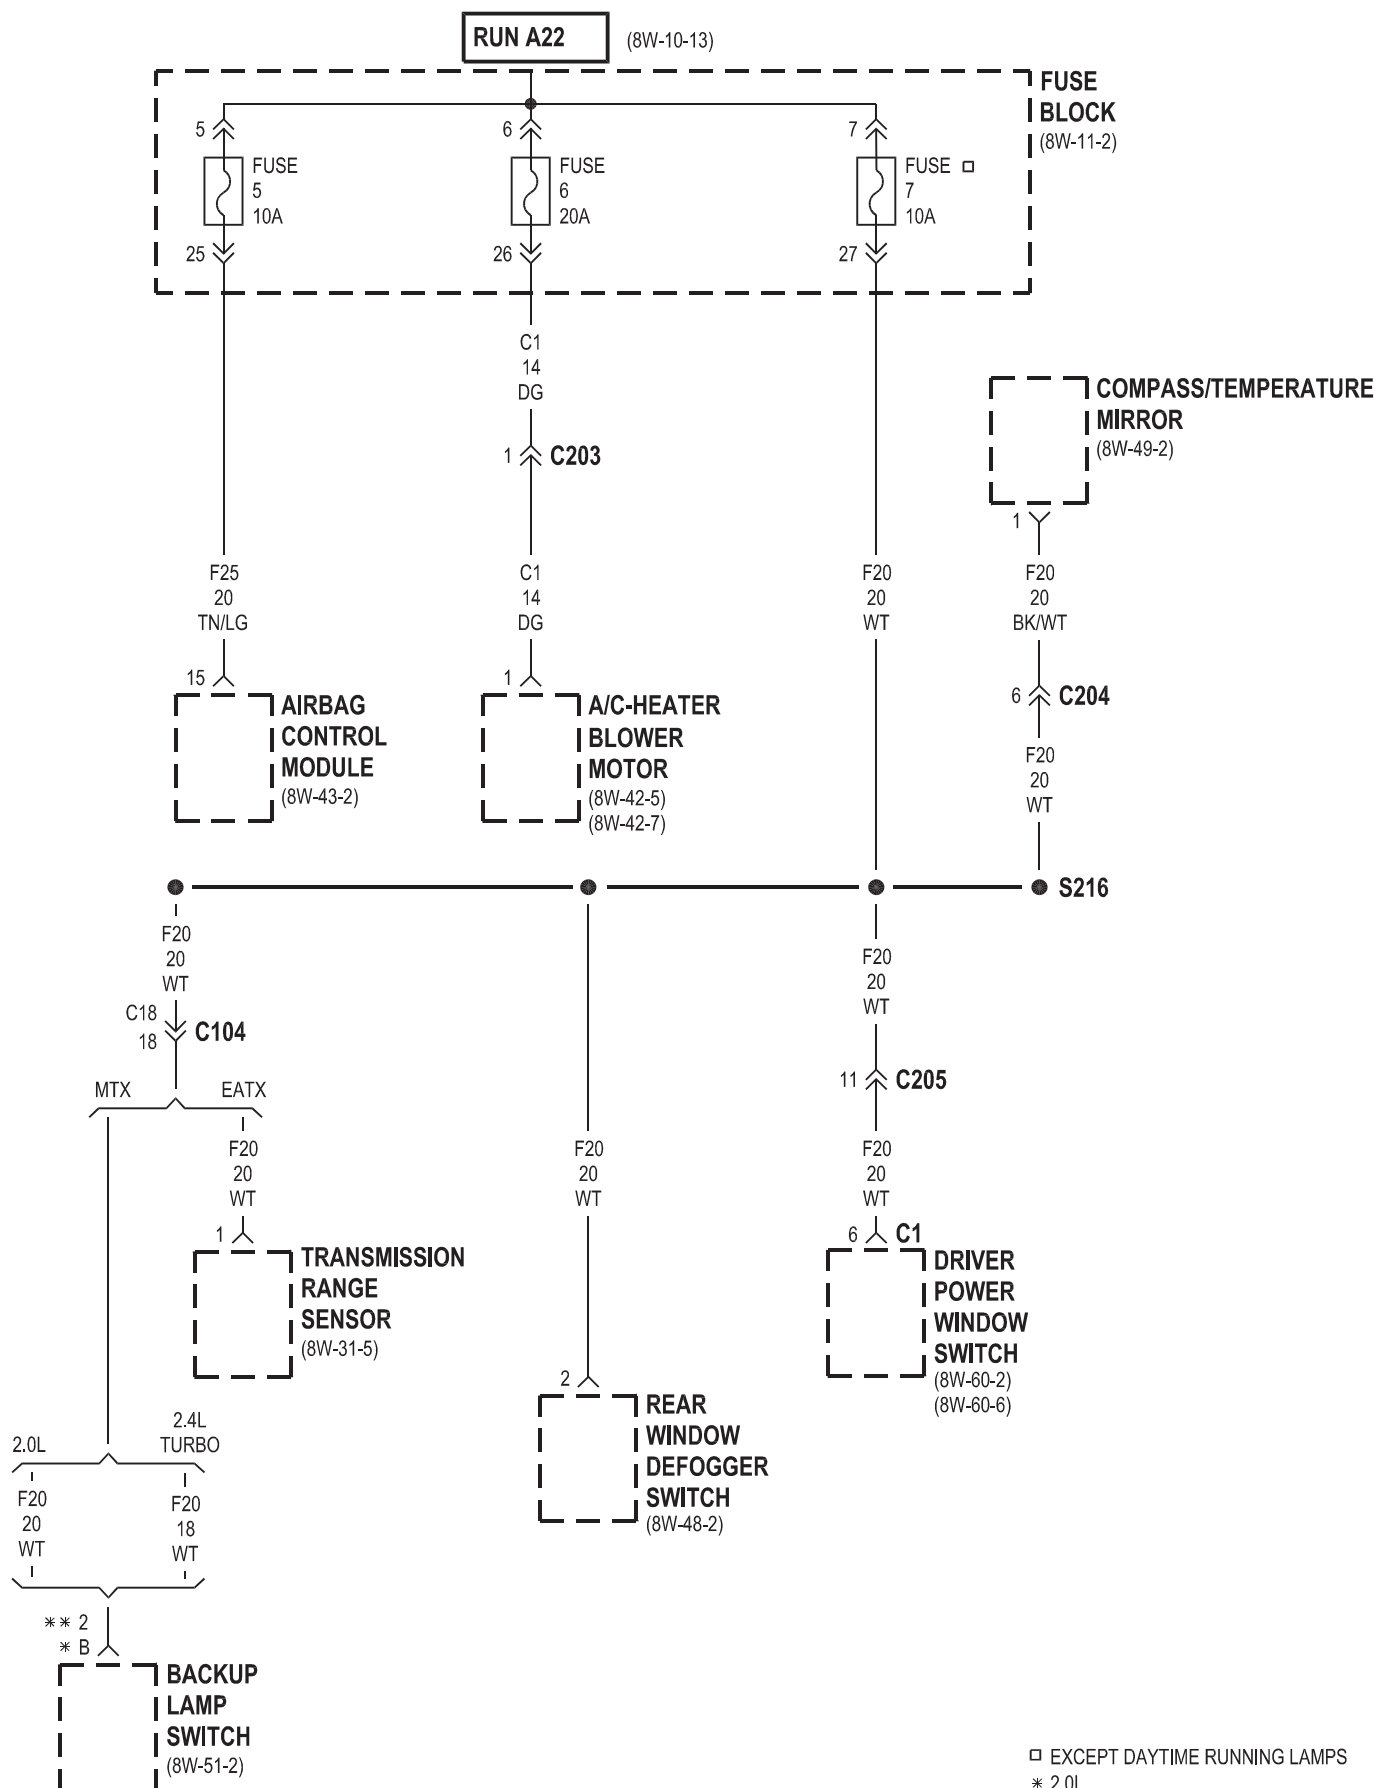 RUN A22
(8W-10-13)
FUSE
BLOCK
(8W-11-2)
5
6
7
FUSE
5
10A
FUSE
6
20A
FUSE □
7
10A
25
26
27
C1
14
DG
COMPASS/TEMPERATURE
MIRROR
(8W-49-2)
1 C203
1
F25
20
TN/LG
C1
14
DG
F20
20
WT
F20
20
BK/WT
15
AIRBAG
CONTROL
MODULE
(8W-43-2)
1
A/C-HEATER
BLOWER
MOTOR
(8W-42-5)
(8W-42-7)
6 C204
F20
20
WT
S216
F20
20
WT
C18
18
C104
F20
20
WT
11 C205
MTX
EATX
F20
20
WT
F20
20
WT
F20
20
WT
1
TRANSMISSION
RANGE
SENSOR
(8W-31-5)
6 C1
DRIVER
POWER
WINDOW
SWITCH
(8W-60-2)
(8W-60-6)
2
REAR
WINDOW
DEFOGGER
SWITCH
(8W-48-2)
2.0L
2.4L
TURBO
F20
20
WT
F20
18
WT
** 2
* B
BACKUP
LAMP
SWITCH
(8W-51-2)
□ EXCEPT DAYTIME RUNNING LAMPS
* 2.0L